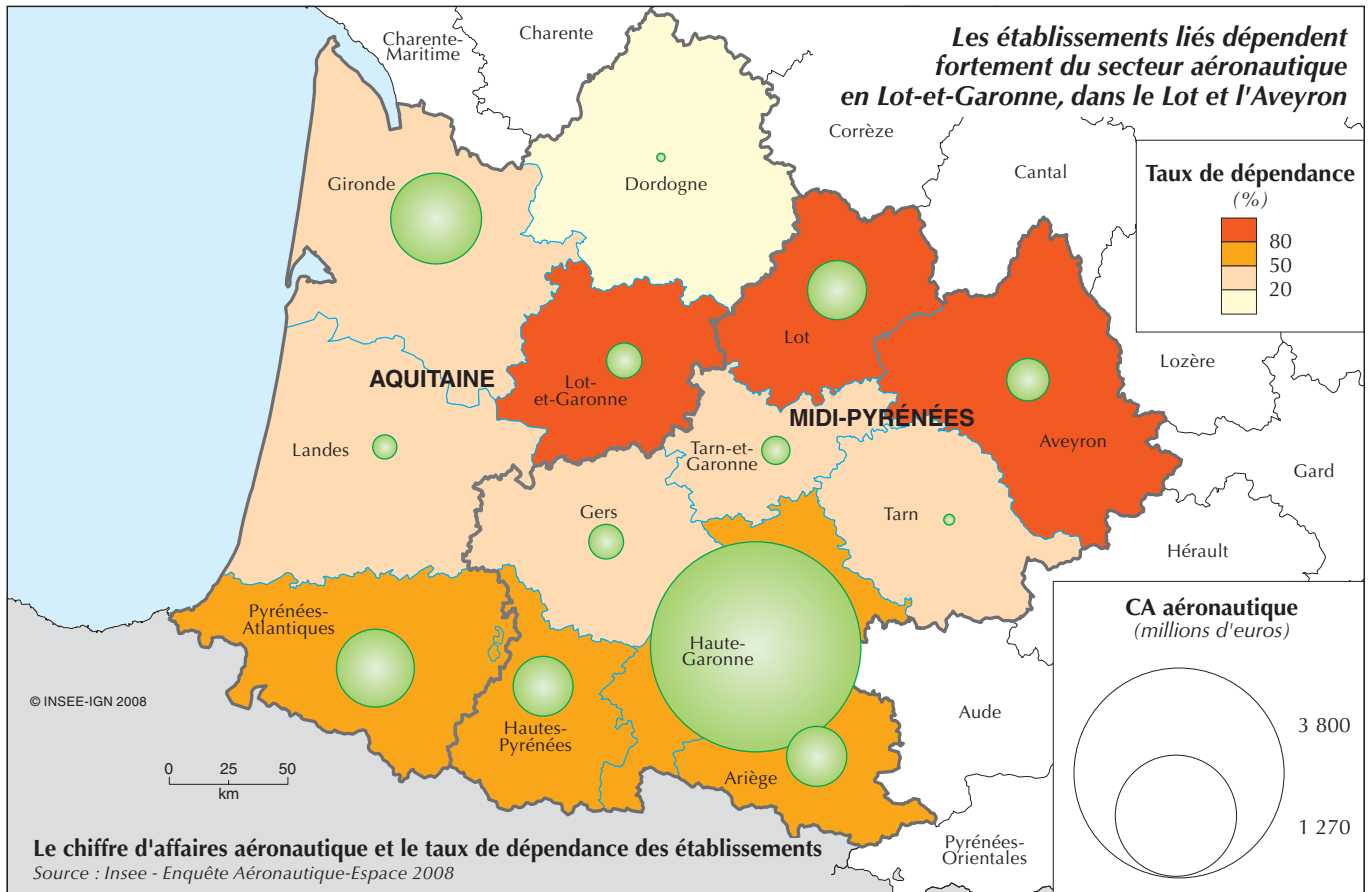 Les établissements liés dépendent
fortement du secteur aéronautique
en Lot-et-Garonne, dans le Lot et l'Aveyron
Charente-
Maritime
Charente
Corrèze
Cantal
Taux de dépendance
(%)
80
50
20
Gironde
Dordogne
Lot
Lozère
AQUITAINE
Lot-
et-Garonne
MIDI-PYRÉNÉES
Aveyron
Landes
Tarn-et-
Garonne
Gard
Gers
Tarn
Hérault
Pyrénées-
Atlantiques
Haute-
Garonne
CA aéronautique
(millions d'euros)
3 800
1 270
© INSEE-IGN 2008
Hautes-
Pyrénées
Aude
Ariège
0 25 50
km
Pyrénées-
Orientales
Le chiffre d'affaires aéronautique et le taux de dépendance des établissements
Source : Insee - Enquête Aéronautique-Espace 2008